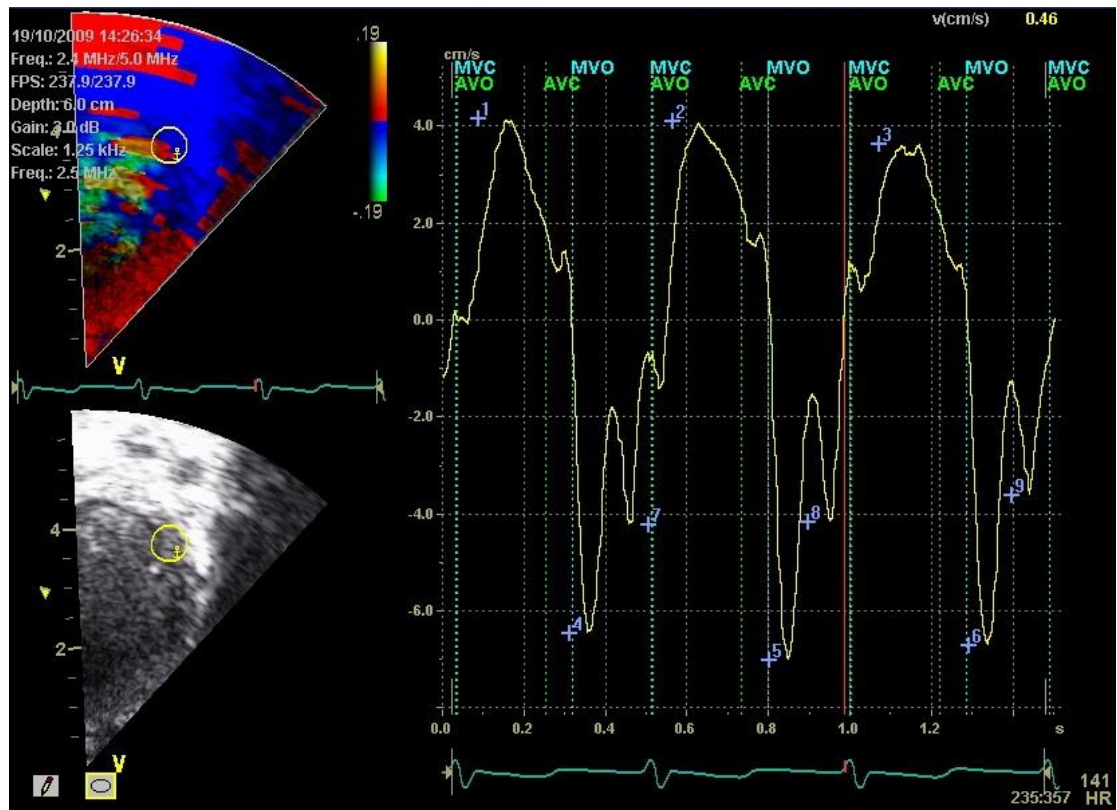 19/10/2009 14:26:34
Freq.: 2.4 MHz/5.0 MHz
FPS: 237.9/237.9
Depth: 6.0 cm
Gain: 3.0 dB
Scale: 1.25 kHz
Freq.: 2.5 MHz
4
2
V
.19
-.19
4
2
V
v(cm/s) 0.46
cm/s
MVC MVO MVC MVO MVC MVO MVC
AVO AVC AVO AVC AVO AVC AVO
1 2 3
4.0
2.0
0.0
-2.0
-4.0
-6.0
7 8 9
4 5 6
0.0 0.2 0.4 0.6 0.8 1.0 1.2 s
141
235:357 HR